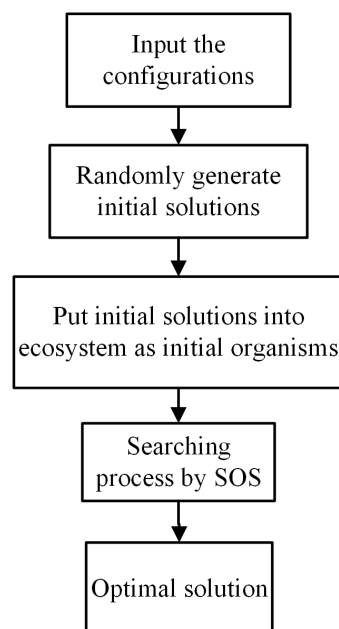 Input the
configurations
Randomly generate
initial solutions
Put initial solutions into
ecosystem as initial organisms
Searching
process by SOS
Optimal solution